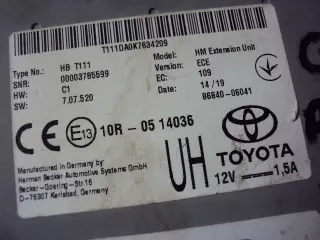 T111DA0K7634209
Type No.: HB T111
SNR: 00003785599
HW: C1
SW: 7.07.520
Model: HM Extension Unit
Version: ECE
EC: 109
14 / 19
86840-06041
CE E13 10R - 05 14036
TOYOTA
Manufactured in Germany by:
Harman Becker Automotive Systems GmbH
Becker-Goering-Str.16
D-76307 Karlsbad, Germany
UH
12V 1,5A